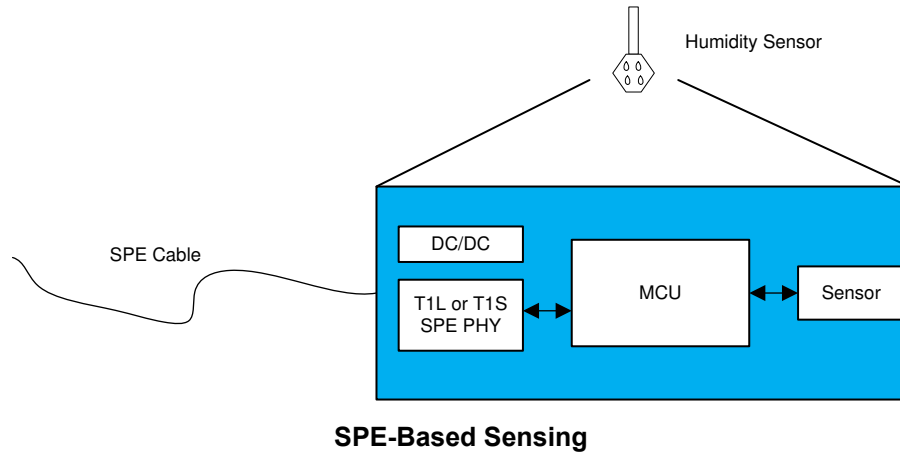 Humidity Sensor
SPE Cable
DC/DC
T1L or T1S
SPE PHY
MCU
Sensor
SPE-Based Sensing